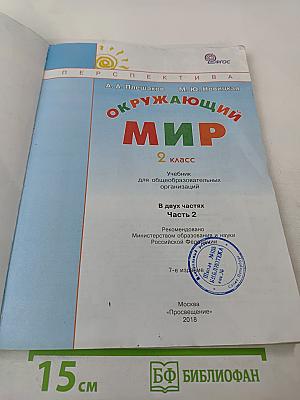 ФГОС
ПЕРСПЕКТИВА
А. А. Плешаков М. Ю. Новицкая
ОКРУЖАЮЩИЙ
МИР
2 класс
Учебник
для общеобразовательных
организаций
В двух частях
Часть 2
Рекомендовано
Министерством образования и науки
Российской Федерации
7-е издание
БИБЛИОТЕКА
Москва
«Просвещение»
2018
15 см
БФ БИБЛИОФАН